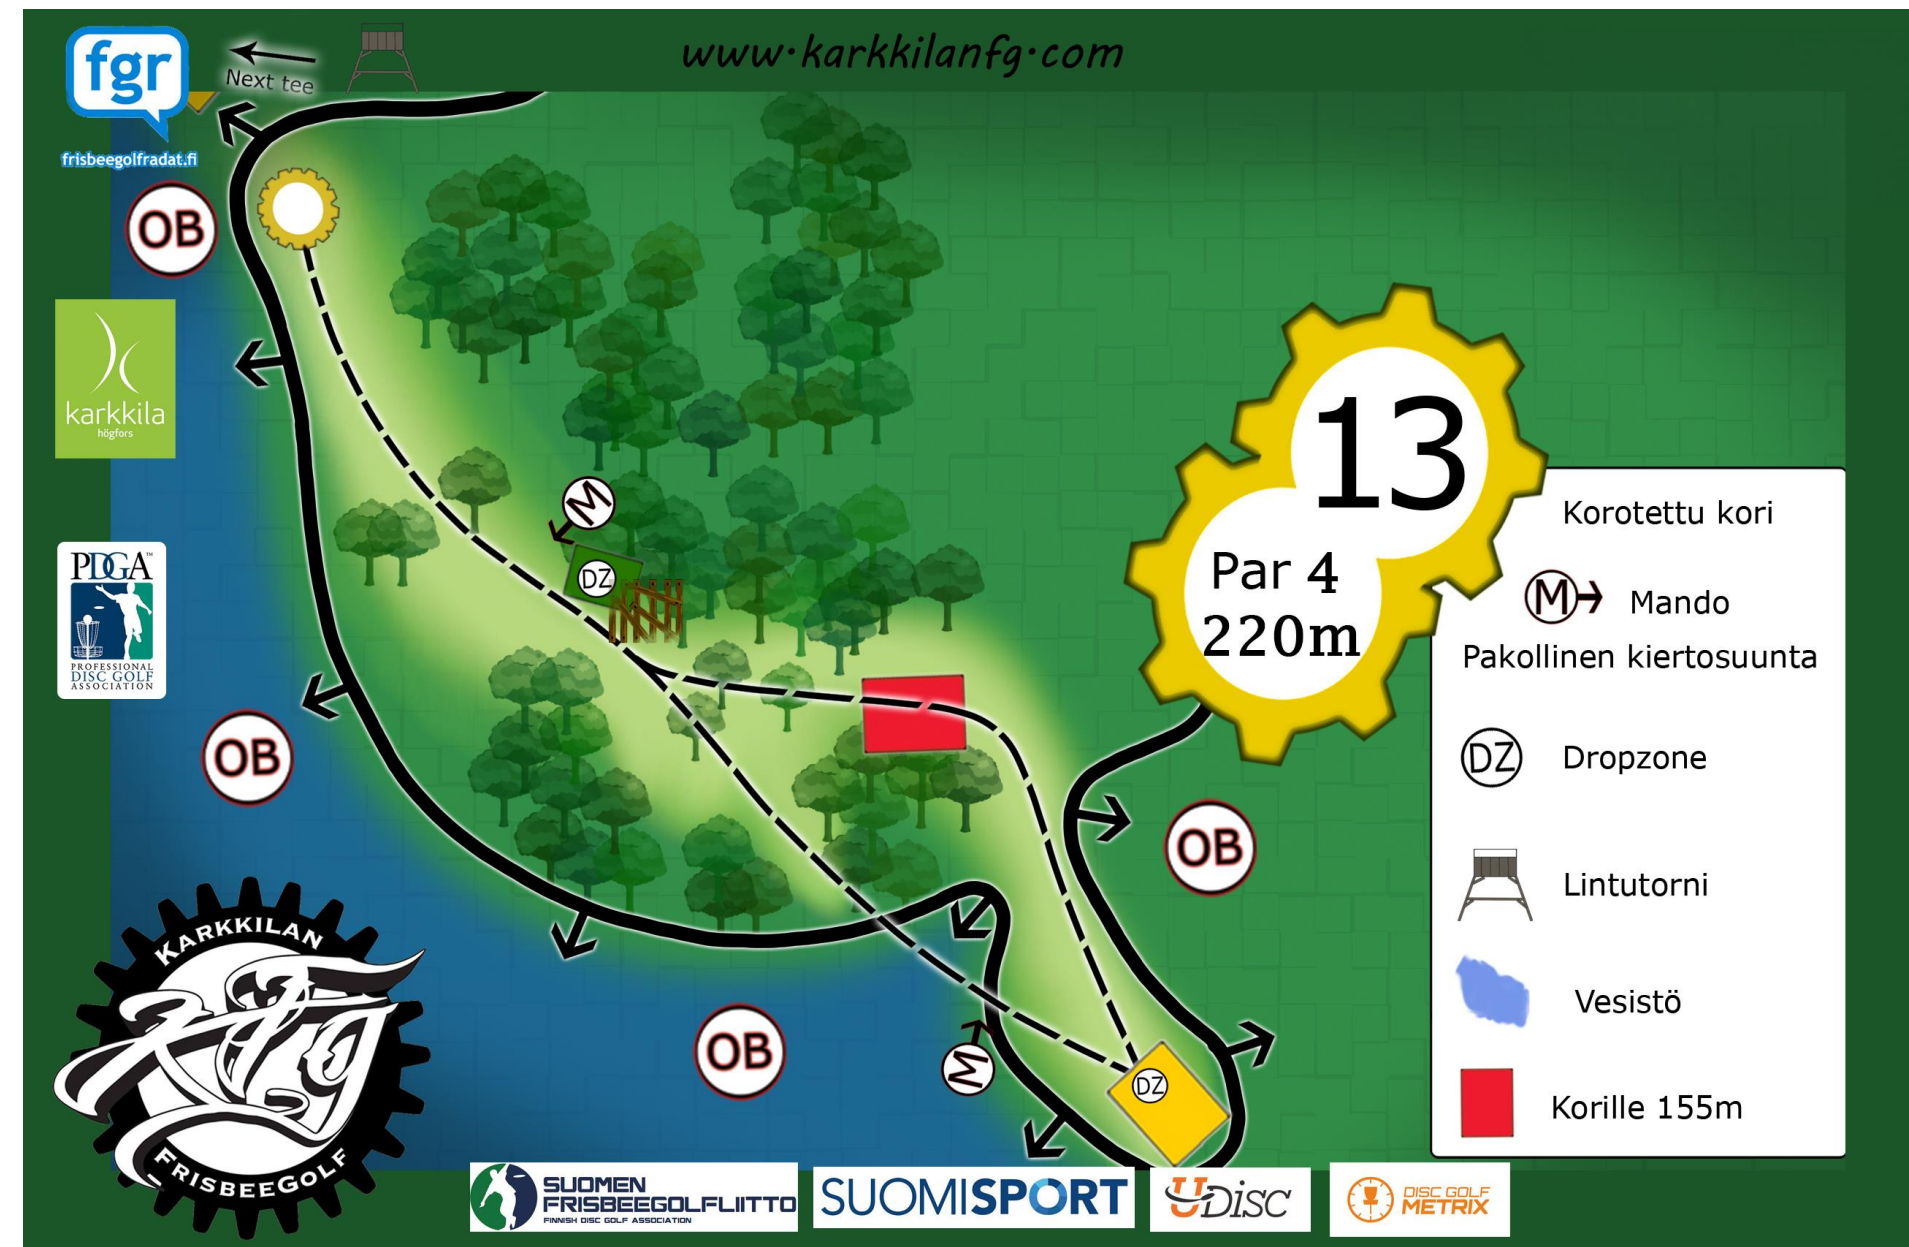 www.karkkilanfg.com
fgr
Next tee
frisbeegolfradat.fi
OB
karkkila
högfors
13
Par 4
220m
Korotettu kori
M
Mando
Pakollinen kiertosuunta
DZ
Dropzone
Lintutorni
Vesistö
Korille 155m
M
DZ
PDGA™
PROFESSIONAL
DISC GOLF
ASSOCIATION
OB
OB
OB
M
DZ
KARKKILAN
KFG
FRISBEEGOLF
SUOMEN
FRISBEEGOLFLIITTO
FINNISH DISC GOLF ASSOCIATION
SUOMISPORT
UDisc
DISC GOLF
METRIX